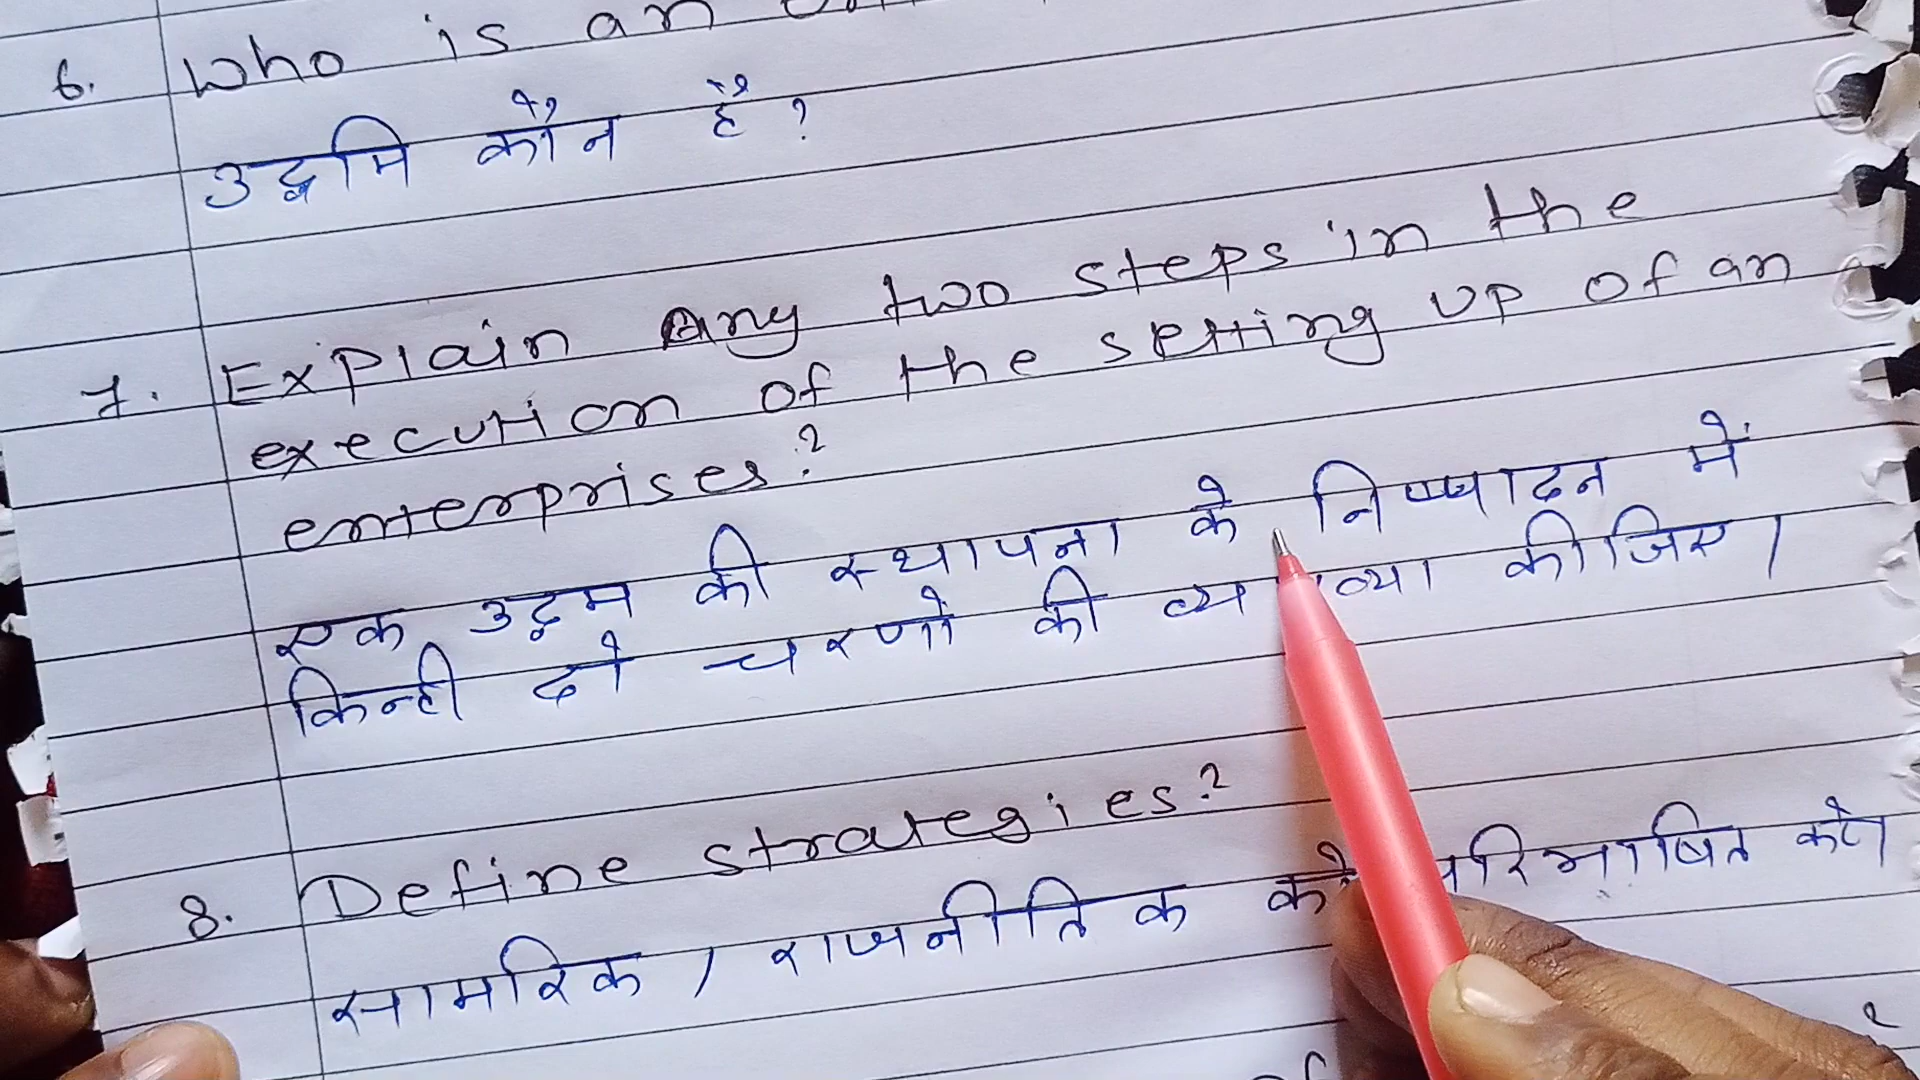 6. Who is an
उद्यमि कौन है ?
7. Explain Any two steps in the
execution of the setting up of an
enterprises ?
एक उद्यम की स्थापना के निष्पादन में
किन्ही दो चरणो की व्याख्या कीजिए।
8. Define strategies ?
सामरिक / राजनीतिक को परिभाषित करे।